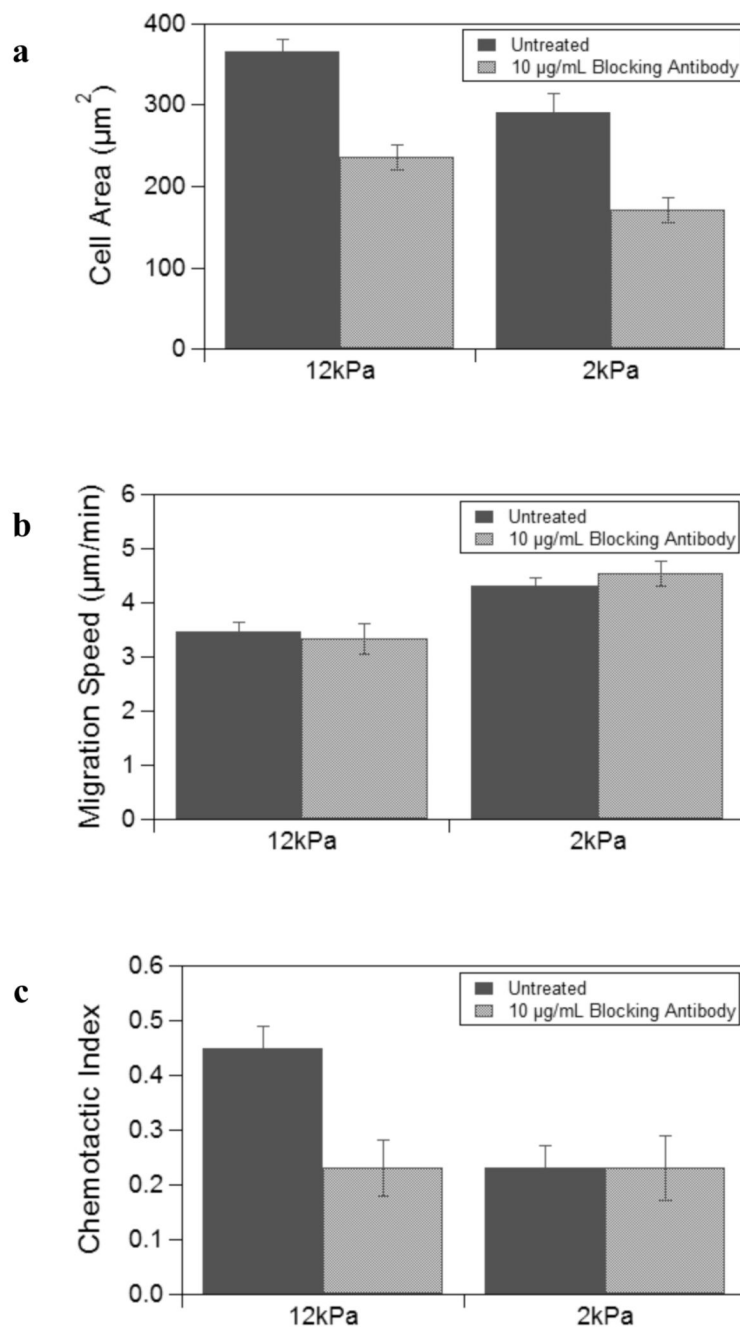 a
Cell Area (µm²)
400
300
200
100
0
Untreated
10 µg/mL Blocking Antibody
12kPa
2kPa
b
Migration Speed (µm/min)
6
5
4
3
2
1
0
Untreated
10 µg/mL Blocking Antibody
12kPa
2kPa
c
Chemotactic Index
0.6
0.5
0.4
0.3
0.2
0.1
0.0
Untreated
10 µg/mL Blocking Antibody
12kPa
2kPa